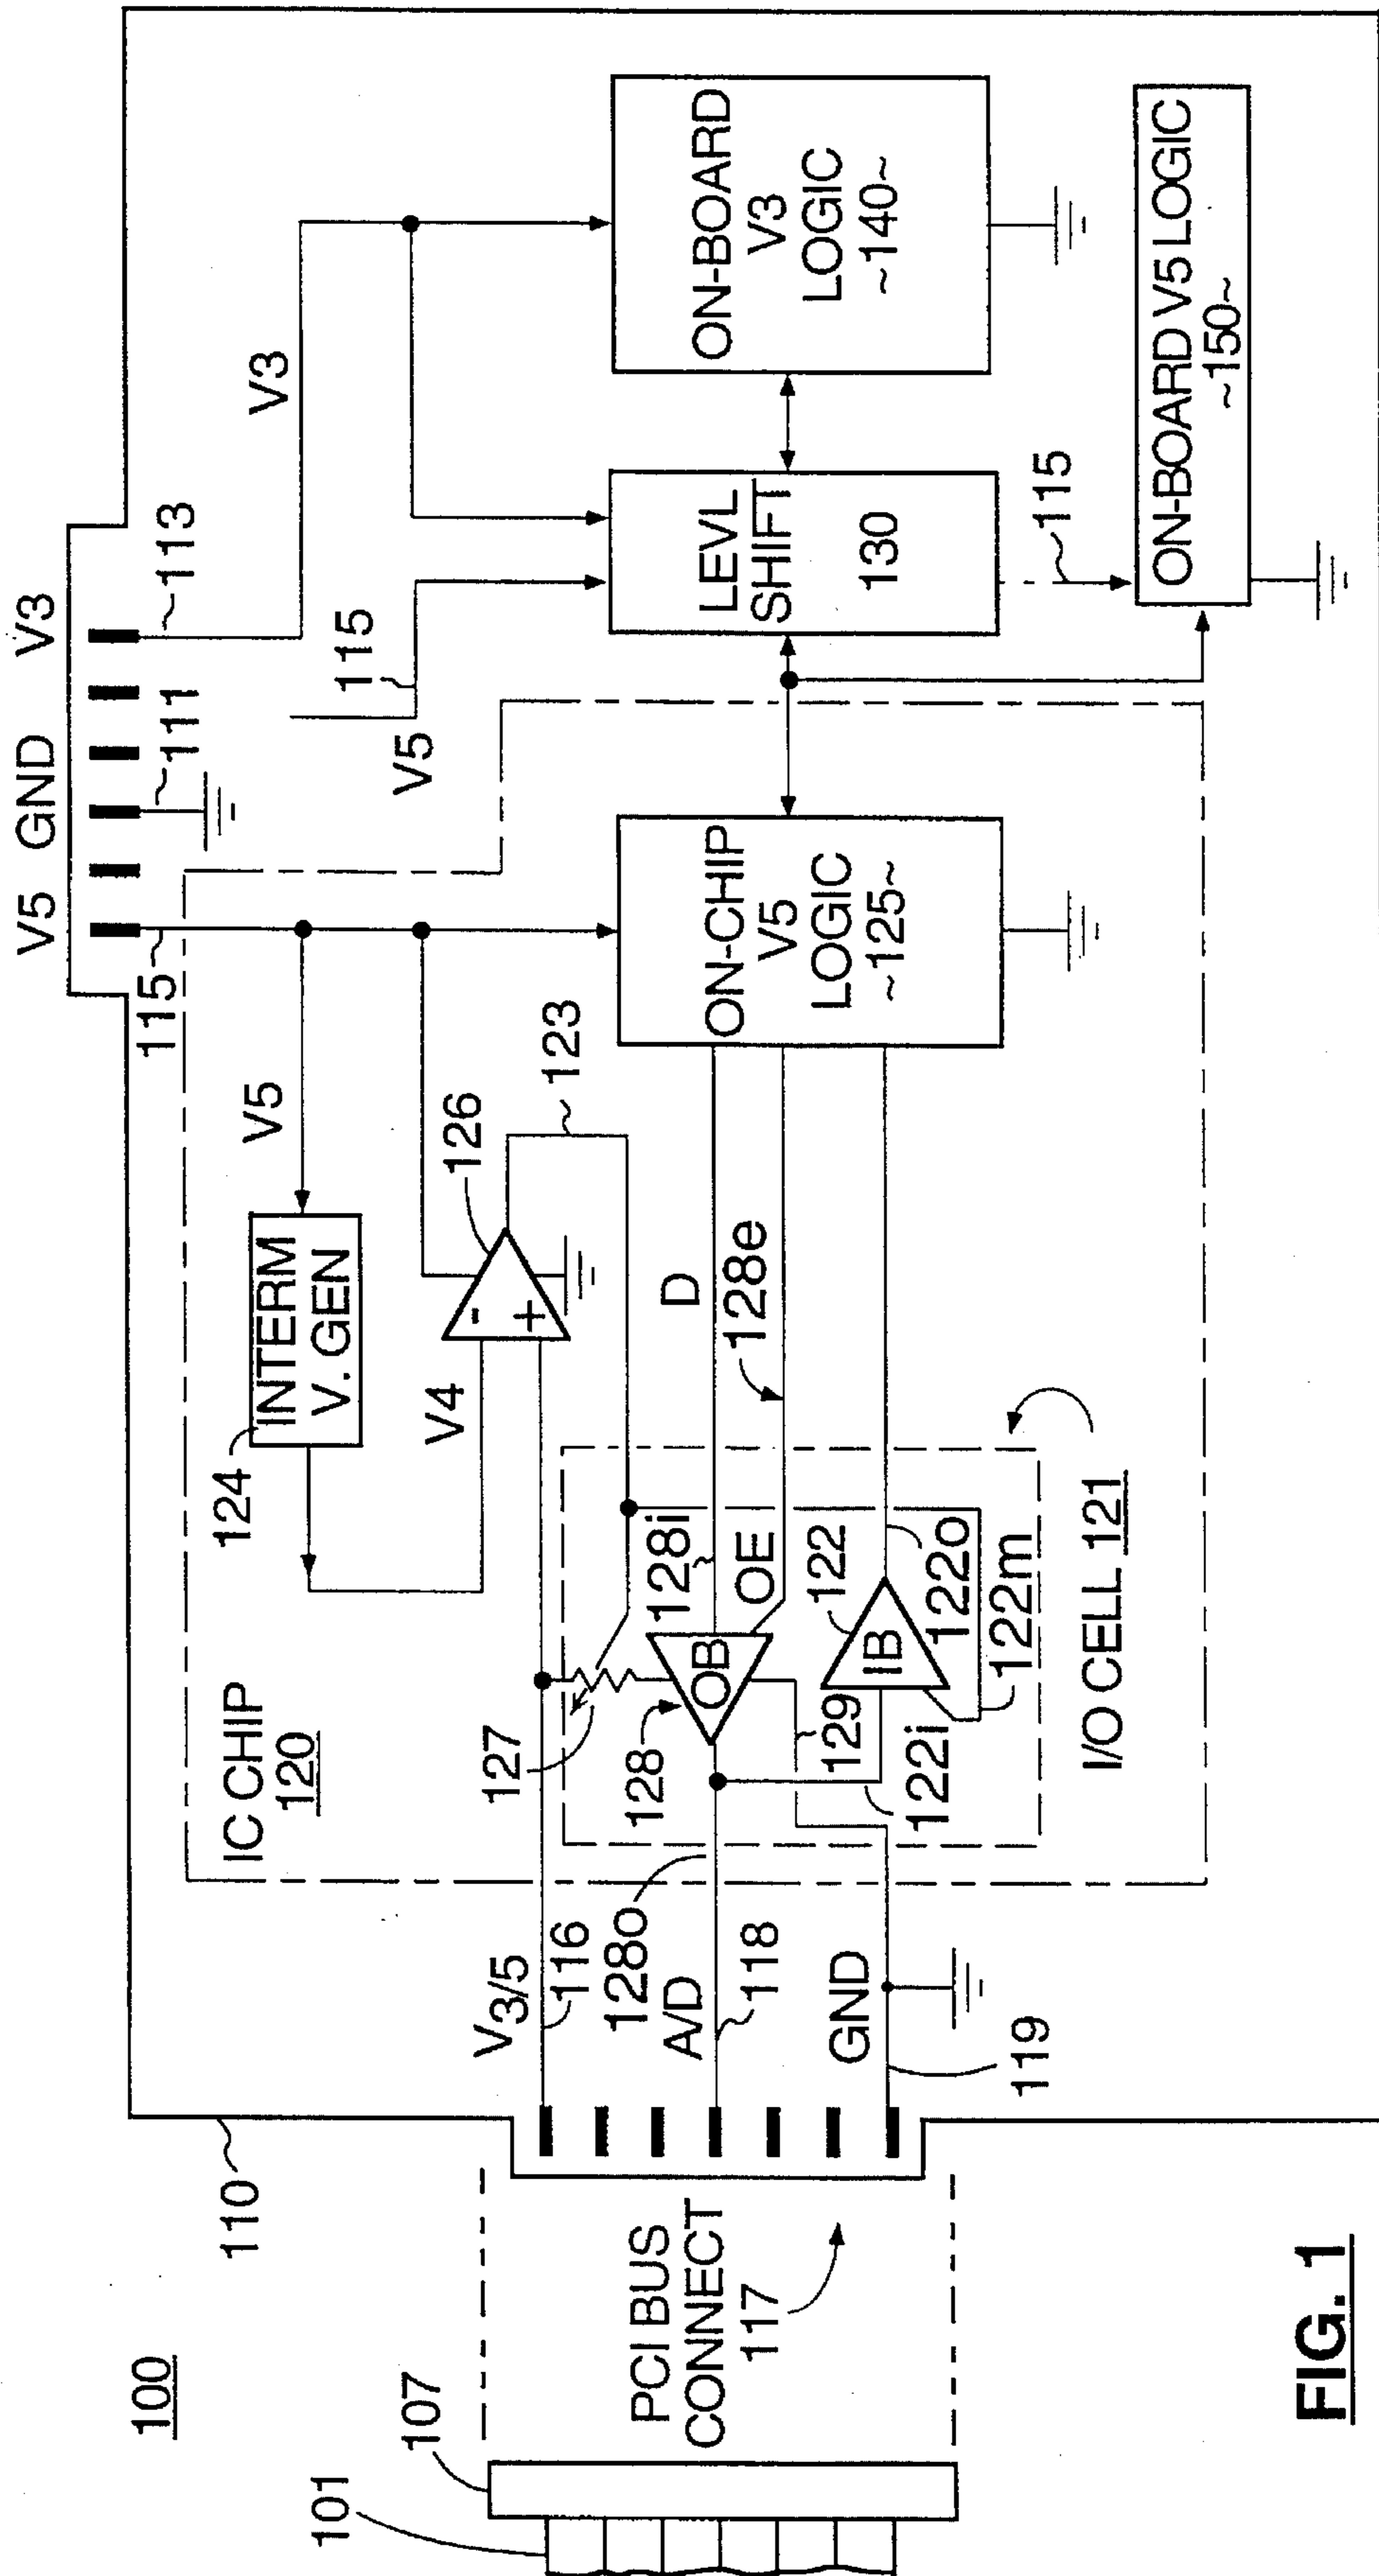 100
101
107
PCI BUS
CONNECT
117
110
V3/5
116
128o
A/D
118
GND
119
IC CHIP
120
127
128
OB
128i
OE
129
122i
122
IB
122o
122m
I/O CELL 121
124
INTERM
V. GEN
V4
-
+
126
123
D
128e
V5
115
V5 GND V3
111
113
ON-CHIP
V5
LOGIC
~125~
V5
115
V3
LEVL
SHIFT
130
115
ON-BOARD
V3
LOGIC
~140~
ON-BOARD V5 LOGIC
~150~
FIG. 1